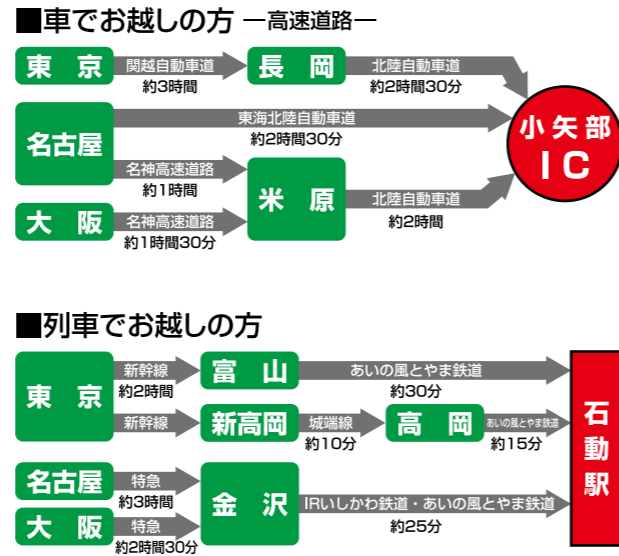 ■車でお越しの方 ―高速道路―
東京 関越自動車道 長岡 北陸自動車道
約3時間 約2時間30分
名古屋 東海北陸自動車道
約2時間30分
小矢部
IC
名神高速道路
約1時間
米原 北陸自動車道
約2時間
大阪 名神高速道路
約1時間30分
■列車でお越しの方
東京 新幹線 富山 あいの風とやま鉄道
約2時間 約30分
新幹線 新高岡 城端線 高岡 あいの風とやま鉄道
約10分 約15分
石動駅
名古屋 特急
約3時間
金沢 IRいしかわ鉄道・あいの風とやま鉄道
約25分
大阪 特急
約2時間30分